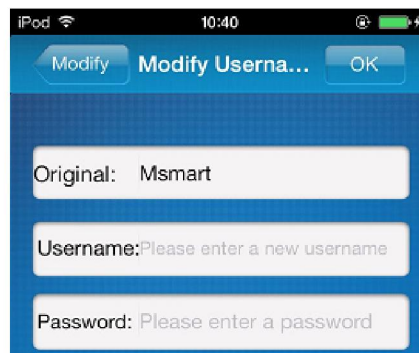 iPod 10:40
Modify Modify Userna... OK
Original: Msmart
Username: Please enter a new username
Password: Please enter a password